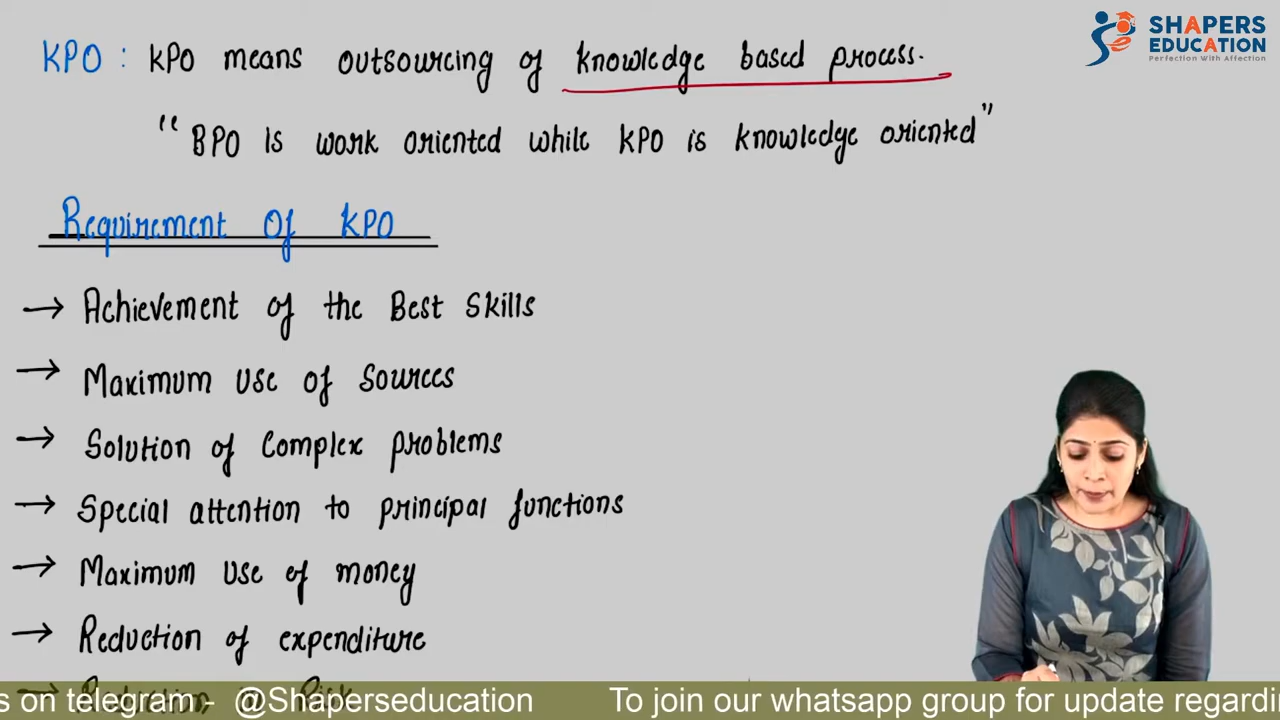 SHAPERS
EDUCATION
Perfection With Affection
KPO : KPO means outsourcing of knowledge based process.
"BPO is work oriented while KPO is knowledge oriented"
Requirement Of KPO
→ Achievement of the Best Skills
→ Maximum use of Sources
→ Solution of Complex problems
→ Special attention to principal functions
→ Maximum use of money
→ Reduction of expenditure
→ Reduction Risk
s on telegram - @Shaperseducation To join our whatsapp group for update regardin